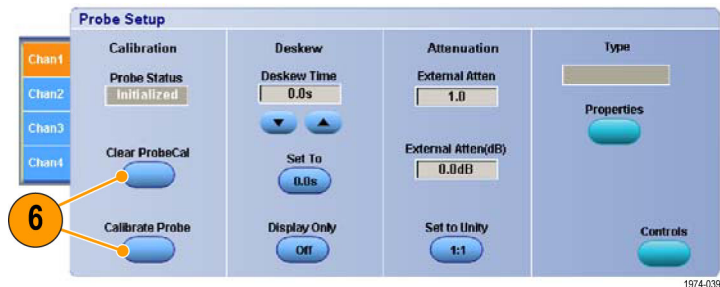 Probe Setup
Chan1
Chan2
Chan3
Chan4
Calibration
Probe Status
Initialized
Clear ProbeCal
Calibrate Probe
6
Deskew
Deskew Time
0.0s
Set To
0.0s
Display Only
Off
Attenuation
External Atten
1.0
External Atten(dB)
0.0dB
Set to Unity
1:1
Type
Properties
Controls
1974-039